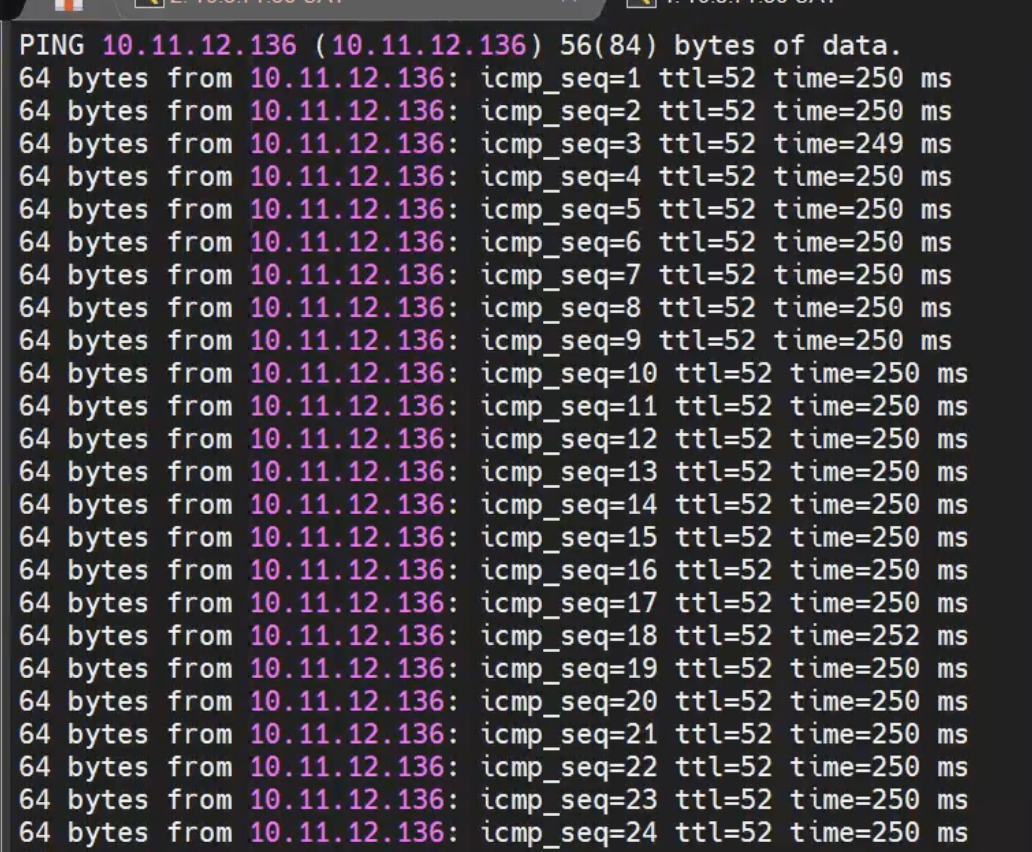 PING 10.11.12.136 (10.11.12.136) 56(84) bytes of data.
64 bytes from 10.11.12.136: icmp_seq=1 ttl=52 time=250 ms
64 bytes from 10.11.12.136: icmp_seq=2 ttl=52 time=250 ms
64 bytes from 10.11.12.136: icmp_seq=3 ttl=52 time=249 ms
64 bytes from 10.11.12.136: icmp_seq=4 ttl=52 time=250 ms
64 bytes from 10.11.12.136: icmp_seq=5 ttl=52 time=250 ms
64 bytes from 10.11.12.136: icmp_seq=6 ttl=52 time=250 ms
64 bytes from 10.11.12.136: icmp_seq=7 ttl=52 time=250 ms
64 bytes from 10.11.12.136: icmp_seq=8 ttl=52 time=250 ms
64 bytes from 10.11.12.136: icmp_seq=9 ttl=52 time=250 ms
64 bytes from 10.11.12.136: icmp_seq=10 ttl=52 time=250 ms
64 bytes from 10.11.12.136: icmp_seq=11 ttl=52 time=250 ms
64 bytes from 10.11.12.136: icmp_seq=12 ttl=52 time=250 ms
64 bytes from 10.11.12.136: icmp_seq=13 ttl=52 time=250 ms
64 bytes from 10.11.12.136: icmp_seq=14 ttl=52 time=250 ms
64 bytes from 10.11.12.136: icmp_seq=15 ttl=52 time=250 ms
64 bytes from 10.11.12.136: icmp_seq=16 ttl=52 time=250 ms
64 bytes from 10.11.12.136: icmp_seq=17 ttl=52 time=250 ms
64 bytes from 10.11.12.136: icmp_seq=18 ttl=52 time=252 ms
64 bytes from 10.11.12.136: icmp_seq=19 ttl=52 time=250 ms
64 bytes from 10.11.12.136: icmp_seq=20 ttl=52 time=250 ms
64 bytes from 10.11.12.136: icmp_seq=21 ttl=52 time=250 ms
64 bytes from 10.11.12.136: icmp_seq=22 ttl=52 time=250 ms
64 bytes from 10.11.12.136: icmp_seq=23 ttl=52 time=250 ms
64 bytes from 10.11.12.136: icmp_seq=24 ttl=52 time=250 ms